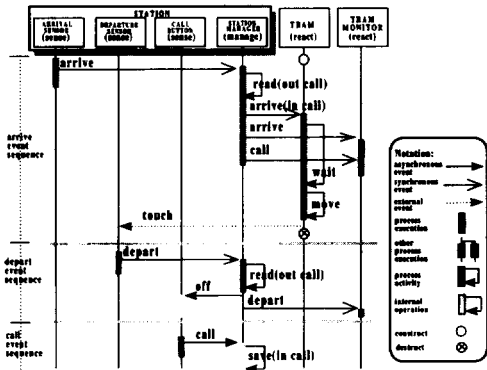 STATION
ARRIVAL SENSOR (sense)
DEPARTURE SENSOR (sense)
CALL BUTTON (sense)
STATION MANAGER (manage)
TRAM (react)
TRAM MONITOR (react)
arrive
read(out call)
arrive(in call)
arrive
call
wait
move
touch
arrive event sequence
depart
read(out call)
off
depart
depart event sequence
call
save(in call)
call event sequence
Notation:
asynchronous event
synchronous event
external event
process execution
other process execution
process activity
internal operation
construct
destruct